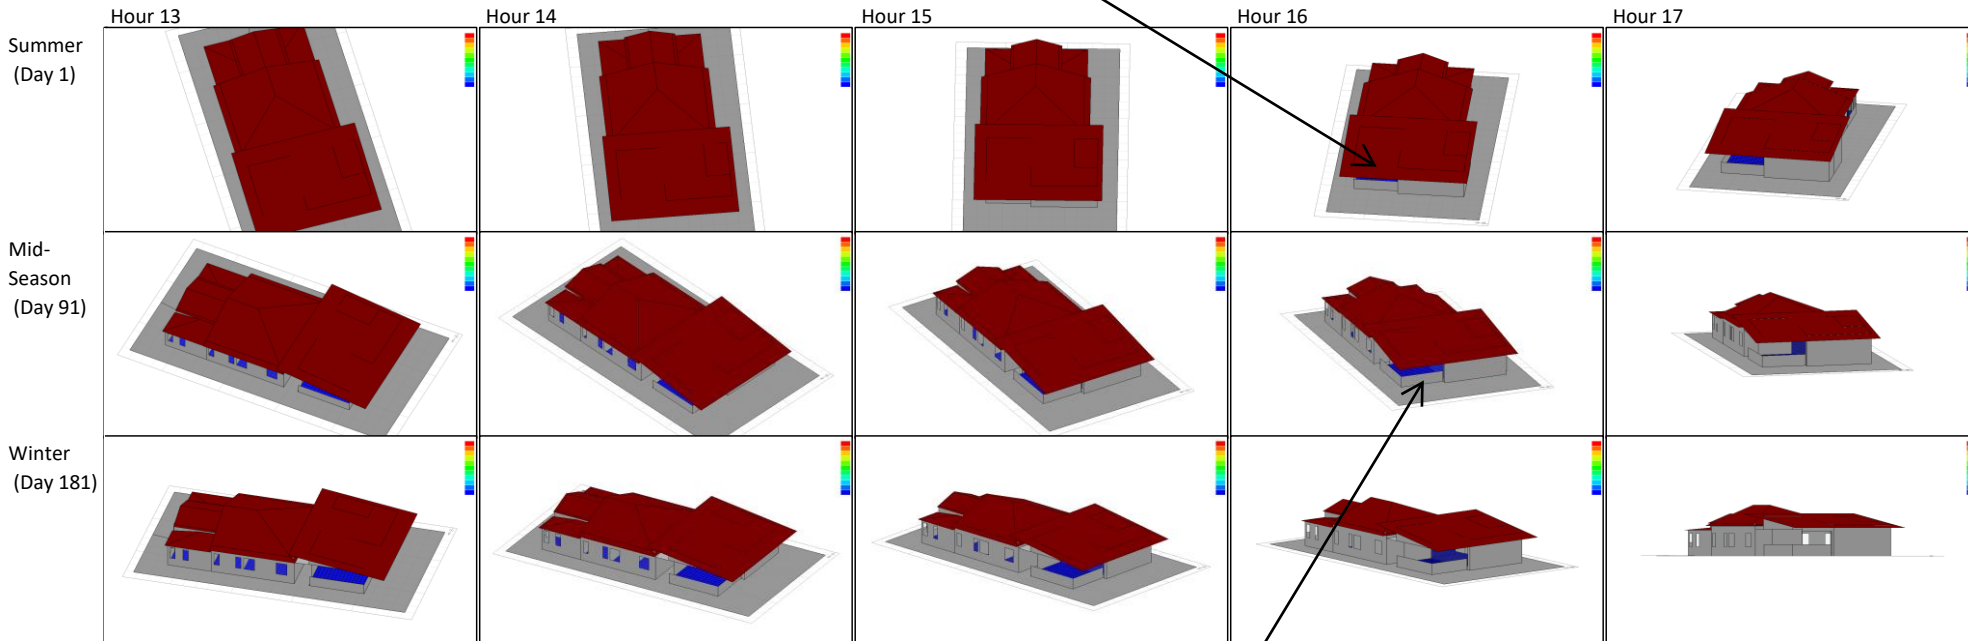 Hour 13
Hour 14
Hour 15
Hour 16
Hour 17
Summer
(Day 1)
Mid-
Season
(Day 91)
Winter
(Day 181)